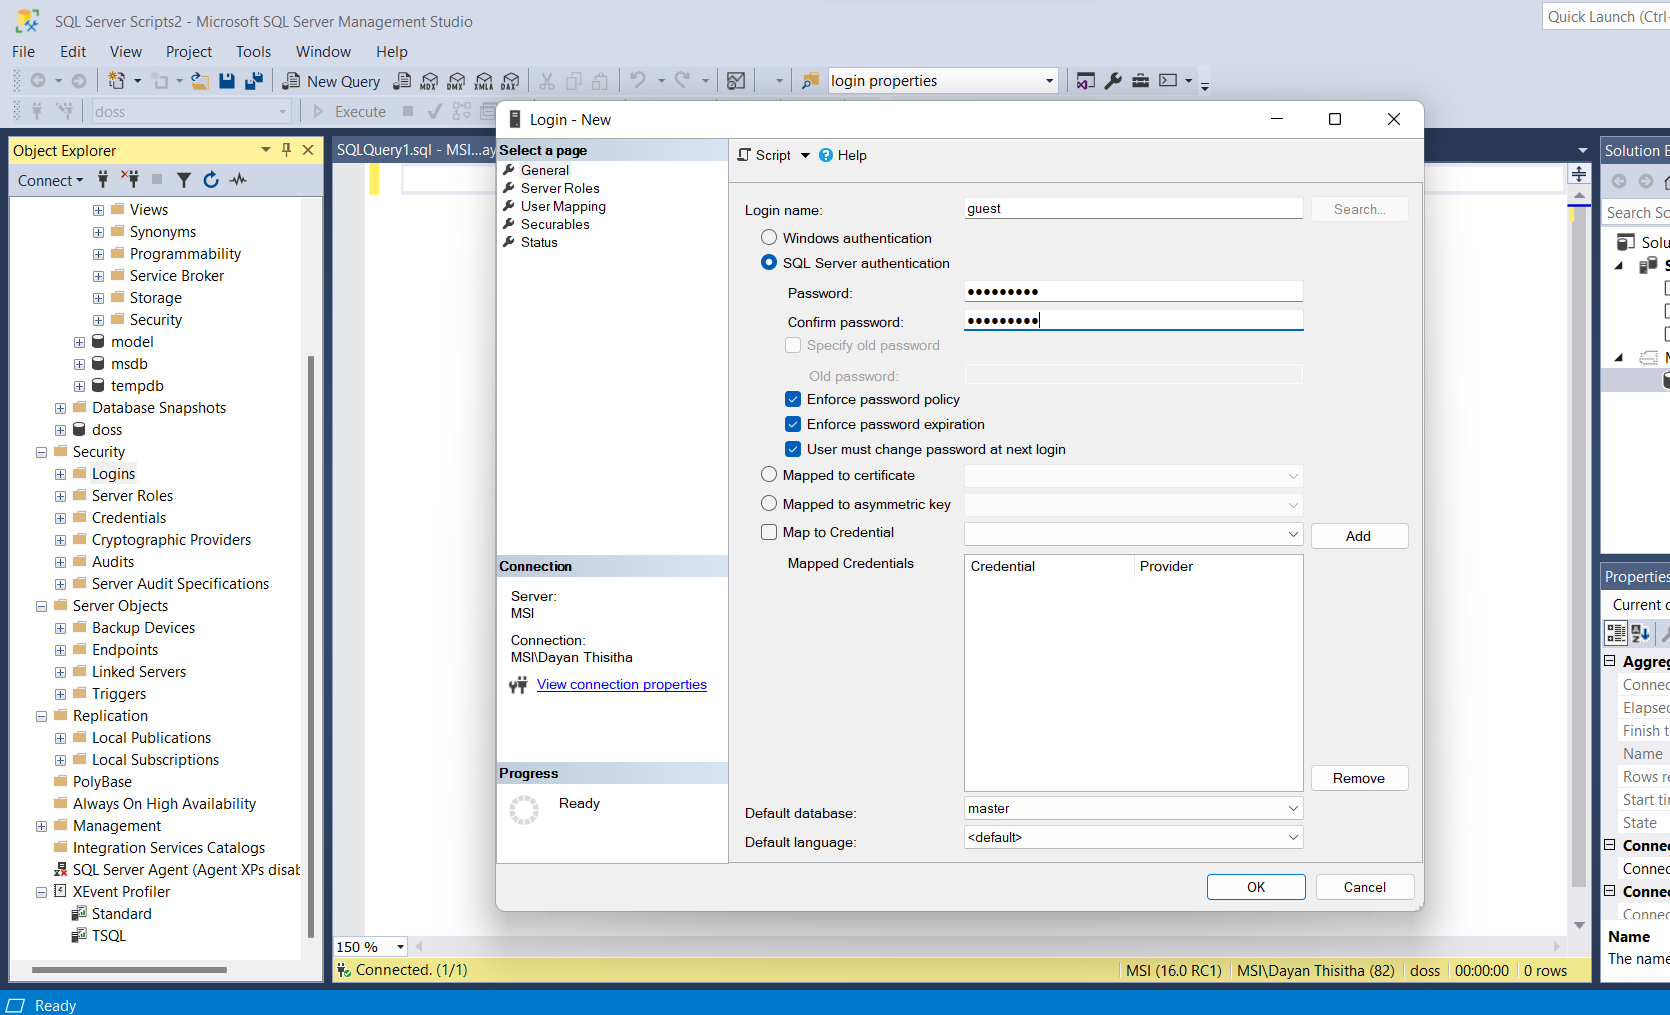 SQL Server Scripts2 - Microsoft SQL Server Management Studio
Quick Launch (Ctrl
File Edit View Project Tools Window Help
New Query MDX DMX XMLA DAX login properties
doss Execute
Object Explorer
Connect
Views
Synonyms
Programmability
Service Broker
Storage
Security
model
msdb
tempdb
Database Snapshots
doss
Security
Logins
Server Roles
Credentials
Cryptographic Providers
Audits
Server Audit Specifications
Server Objects
Backup Devices
Endpoints
Linked Servers
Triggers
Replication
Local Publications
Local Subscriptions
PolyBase
Always On High Availability
Management
Integration Services Catalogs
SQL Server Agent (Agent XPs disab
XEvent Profiler
Standard
TSQL
SQLQuery1.sql - MSI...ay
Login - New
Select a page
General
Server Roles
User Mapping
Securables
Status
Connection
Server:
MSI
Connection:
MSI\Dayan Thisitha
View connection properties
Progress
Ready
Script Help
Login name: guest Search...
Windows authentication
SQL Server authentication
Password: ●●●●●●●●●
Confirm password: ●●●●●●●●●
Specify old password
Old password:
Enforce password policy
Enforce password expiration
User must change password at next login
Mapped to certificate
Mapped to asymmetric key
Map to Credential Add
Mapped Credentials Credential Provider
Remove
Default database: master
Default language: <default>
OK Cancel
150 %
Connected. (1/1) MSI (16.0 RC1) MSI\Dayan Thisitha (82) doss 00:00:00 0 rows
Solution E
Search So
Solu
S
Properties
Current c
Aggreg
Connec
Elapsed
Finish t
Name
Rows re
Start tir
State
Connec
Connec
Connec
Connec
Name
The name
Ready